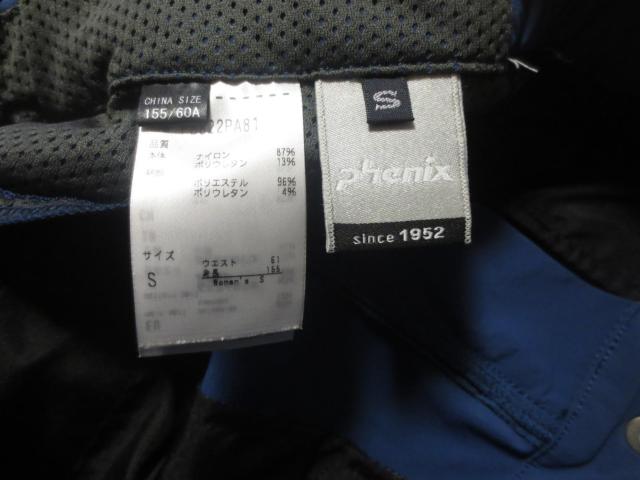 CHINA SIZE
155/60A
22PA81
品質
本体 ナイロン 87%
ポリウレタン 13%
ポリエステル 96%
ポリウレタン 4%
サイズ
S
ウエスト 61
身長 155
Women's S
S
phenix
since 1952